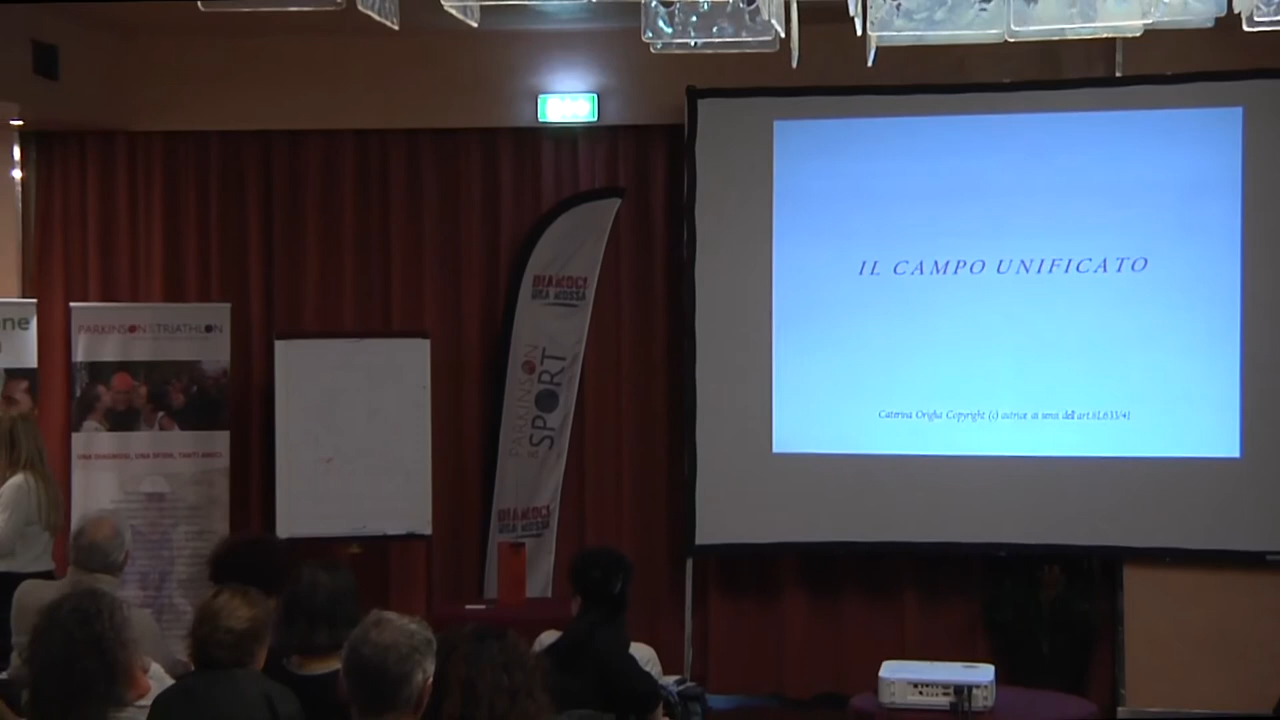 ne
PARKINSON & TRIATHLON
UNA DIAGNOSI, UNA SFIDA, TANTI AMICI.
DIAMOCI
UNA MOSSA
PARKINSON
& SPORT
DIAMOCI
UNA MOSSA
IL CAMPO UNIFICATO
Caterina Origlia Copyright (c) autrice ai sensi dell'art.6L.633/41